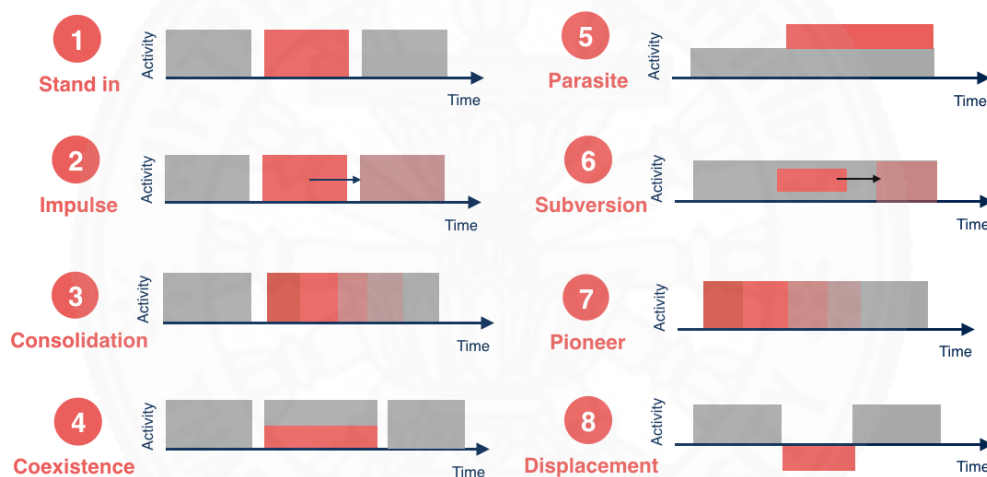 1
Stand in
Activity
Time
2
Impulse
Activity
Time
3
Consolidation
Activity
Time
4
Coexistence
Activity
Time
5
Parasite
Activity
Time
6
Subversion
Activity
Time
7
Pioneer
Activity
Time
8
Displacement
Activity
Time